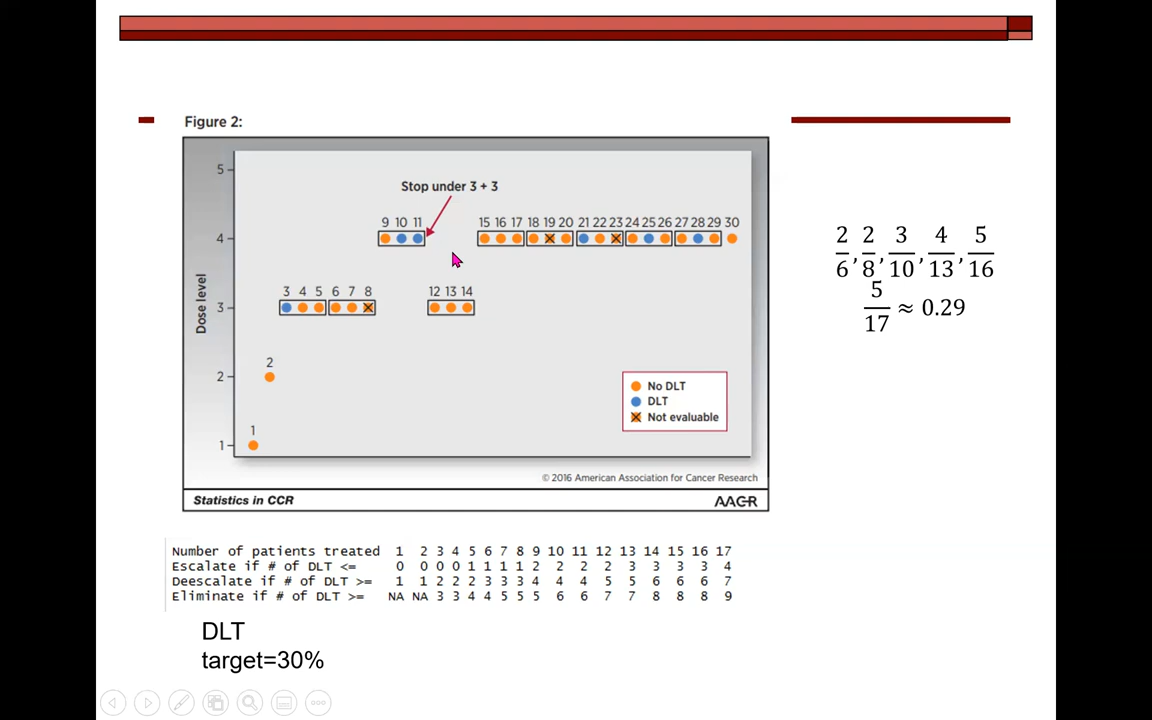 Figure 2:
5
Stop under 3 + 3
9 10 11
15 16 17 18 19 20 21 22 23 24 25 26 27 28 29 30
4
Dose level
3 4 5 6 7 8
12 13 14
3
2
2
1
1
No DLT
DLT
Not evaluable
© 2016 American Association for Cancer Research
Statistics in CCR
AACR
2/6, 2/8, 3/10, 4/13, 5/16
5/17 ≈ 0.29
Number of patients treated 1 2 3 4 5 6 7 8 9 10 11 12 13 14 15 16 17
Escalate if # of DLT <= 0 0 0 0 1 1 1 1 2 2 2 2 3 3 3 3 4
Deescalate if # of DLT >= 1 1 2 2 2 3 3 3 4 4 4 5 5 6 6 6 7
Eliminate if # of DLT >= NA NA 3 3 4 4 5 5 5 6 6 7 7 8 8 8 9
DLT
target=30%